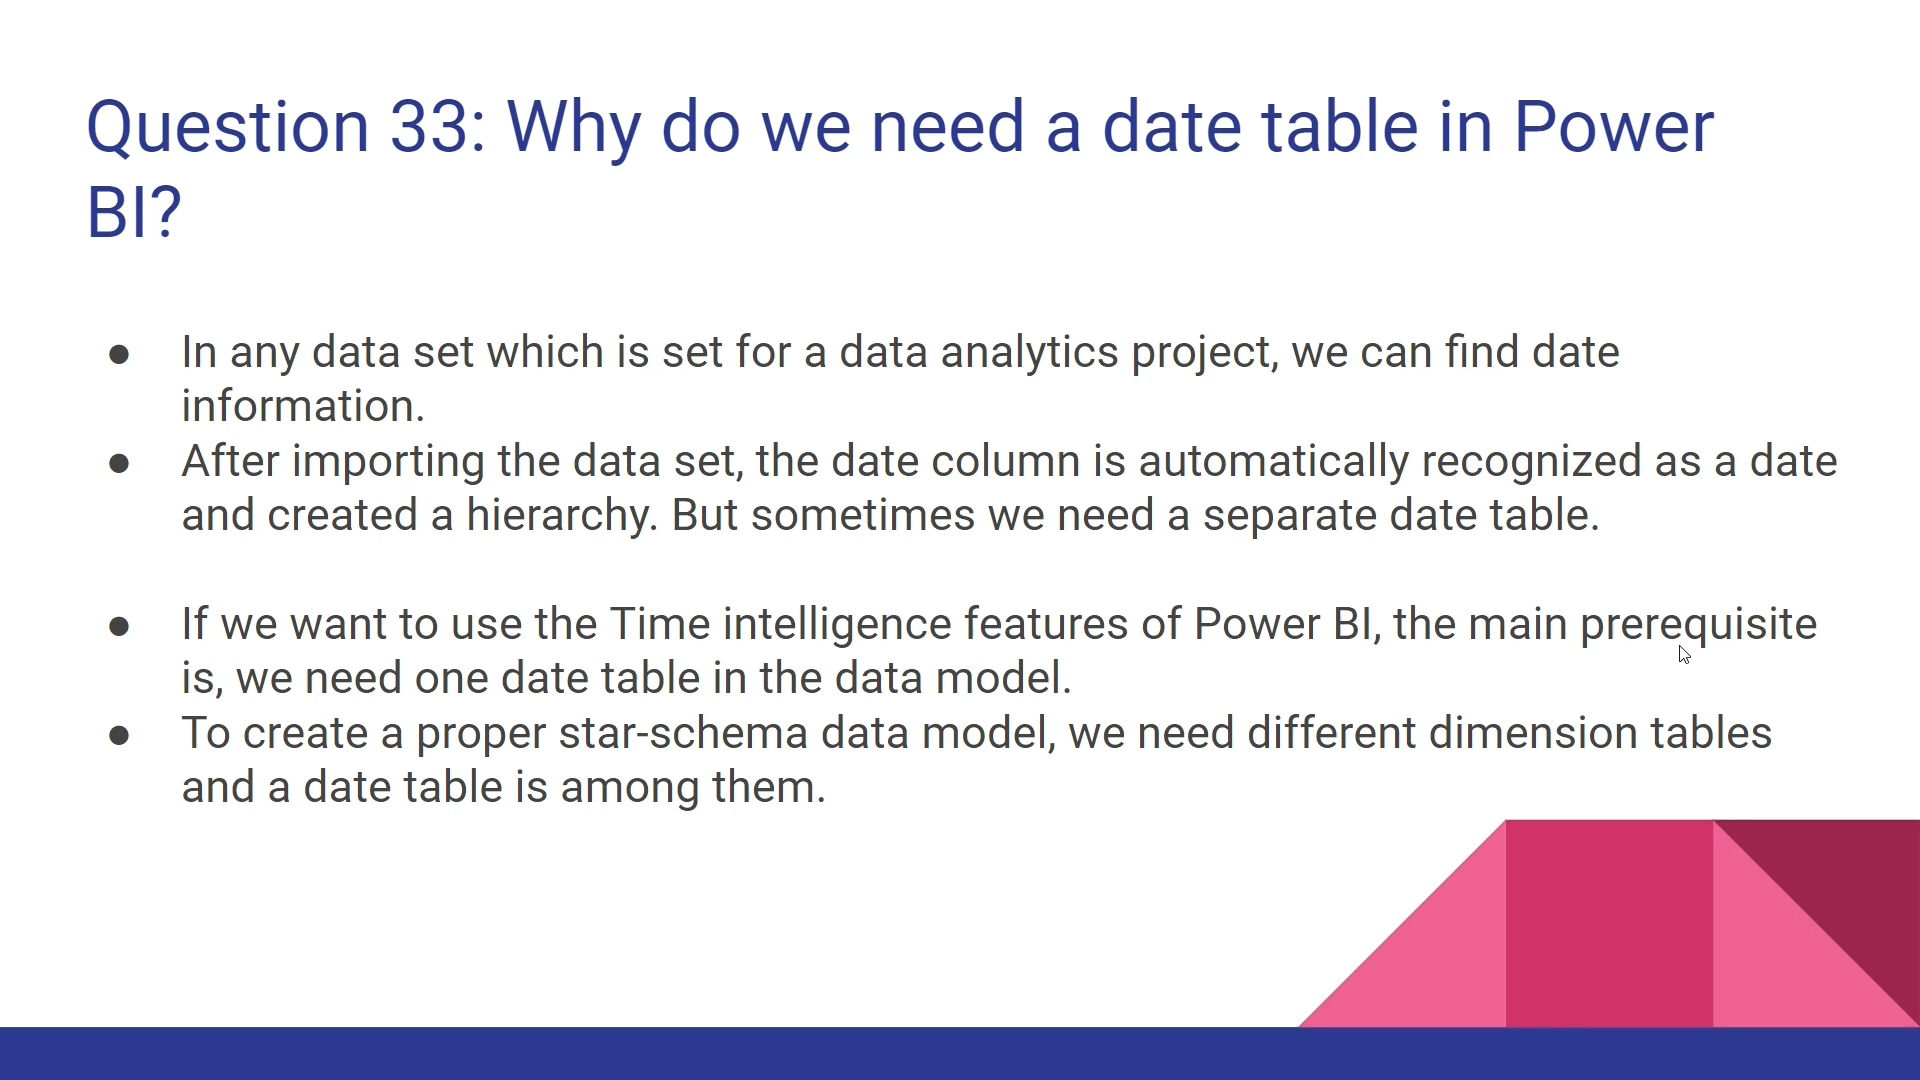 Question 33: Why do we need a date table in Power
BI?
● In any data set which is set for a data analytics project, we can find date
information.
● After importing the data set, the date column is automatically recognized as a date
and created a hierarchy. But sometimes we need a separate date table.
● If we want to use the Time intelligence features of Power BI, the main prerequisite
is, we need one date table in the data model.
● To create a proper star-schema data model, we need different dimension tables
and a date table is among them.